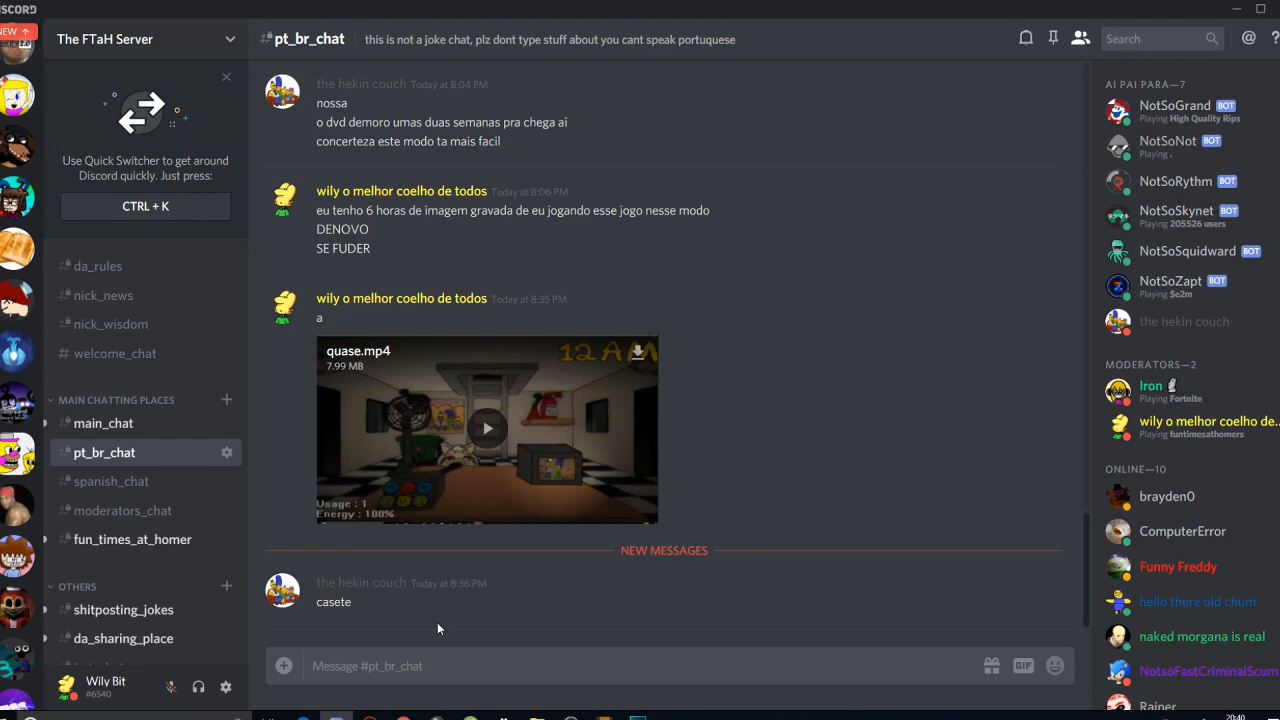 ISCORD
NEW ↑
The FTaH Server
Use Quick Switcher to get around
Discord quickly. Just press:
CTRL + K
da_rules
nick_news
nick_wisdom
welcome_chat
MAIN CHATTING PLACES
main_chat
pt_br_chat
spanish_chat
moderators_chat
fun_times_at_homer
OTHERS
shitposting_jokes
da_sharing_place
Wily Bit
#6540
pt_br_chat this is not a joke chat, plz dont type stuff about you cant speak portuquese
Search
the hekin couch Today at 8:04 PM
nossa
o dvd demoro umas duas semanas pra chega ai
concerteza este modo ta mais facil
wily o melhor coelho de todos Today at 8:06 PM
eu tenho 6 horas de imagem gravada de eu jogando esse jogo nesse modo
DENOVO
SE FUDER
wily o melhor coelho de todos Today at 8:35 PM
a
quase.mp4
7.99 MB
12 AM
Usage : 1
Energy : 100%
NEW MESSAGES
the hekin couch Today at 8:36 PM
casete
Message #pt_br_chat
GIF
AI PAI PARA—7
NotSoGrand BOT
Playing High Quality Rips
NotSoNot BOT
Playing .
NotSoRythm BOT
NotSoSkynet BOT
Playing 205526 users
NotSoSquidward BOT
NotSoZapt BOT
Playing $e2m
the hekin couch
MODERATORS—2
Iron
Playing Fortnite
wily o melhor coelho de...
Playing funtimesathomers
ONLINE—10
brayden0
ComputerError
Funny Freddy
hello there old chum
naked morgana is real
NotsoFastCriminalScum
Rainer
20:40